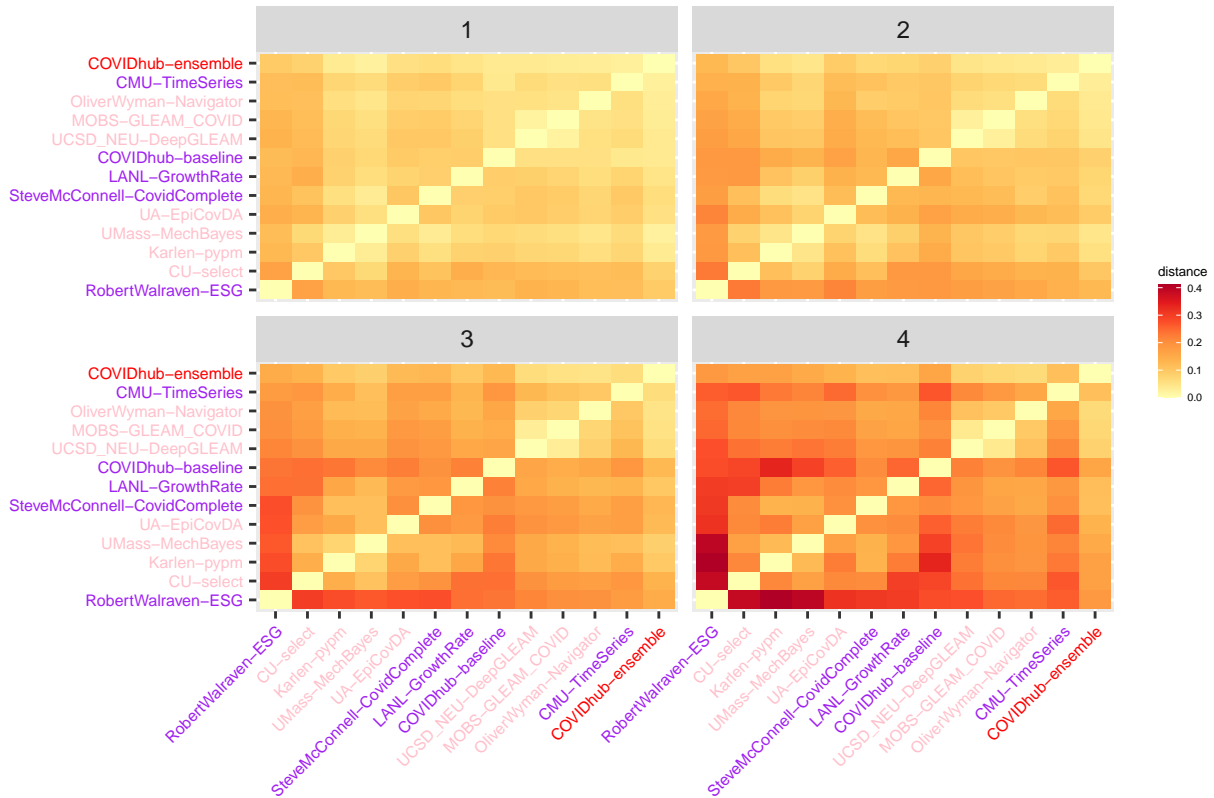 1
2
COVIDhub−ensemble
CMU−TimeSeries
OliverWyman−Navigator
MOBS−GLEAM_COVID
UCSD_NEU−DeepGLEAM
COVIDhub−baseline
LANL−GrowthRate
SteveMcConnell−CovidComplete
UA−EpiCovDA
UMass−MechBayes
Karlen−pypm
CU−select
RobertWalraven−ESG
distance
0.4
0.3
0.2
0.1
0.0
3
4
COVIDhub−ensemble
CMU−TimeSeries
OliverWyman−Navigator
MOBS−GLEAM_COVID
UCSD_NEU−DeepGLEAM
COVIDhub−baseline
LANL−GrowthRate
SteveMcConnell−CovidComplete
UA−EpiCovDA
UMass−MechBayes
Karlen−pypm
CU−select
RobertWalraven−ESG
RobertWalraven−ESG
CU−select
Karlen−pypm
UMass−MechBayes
UA−EpiCovDA
SteveMcConnell−CovidComplete
LANL−GrowthRate
COVIDhub−baseline
UCSD_NEU−DeepGLEAM
MOBS−GLEAM_COVID
OliverWyman−Navigator
CMU−TimeSeries
COVIDhub−ensemble
RobertWalraven−ESG
CU−select
Karlen−pypm
UMass−MechBayes
UA−EpiCovDA
SteveMcConnell−CovidComplete
LANL−GrowthRate
COVIDhub−baseline
UCSD_NEU−DeepGLEAM
MOBS−GLEAM_COVID
OliverWyman−Navigator
CMU−TimeSeries
COVIDhub−ensemble